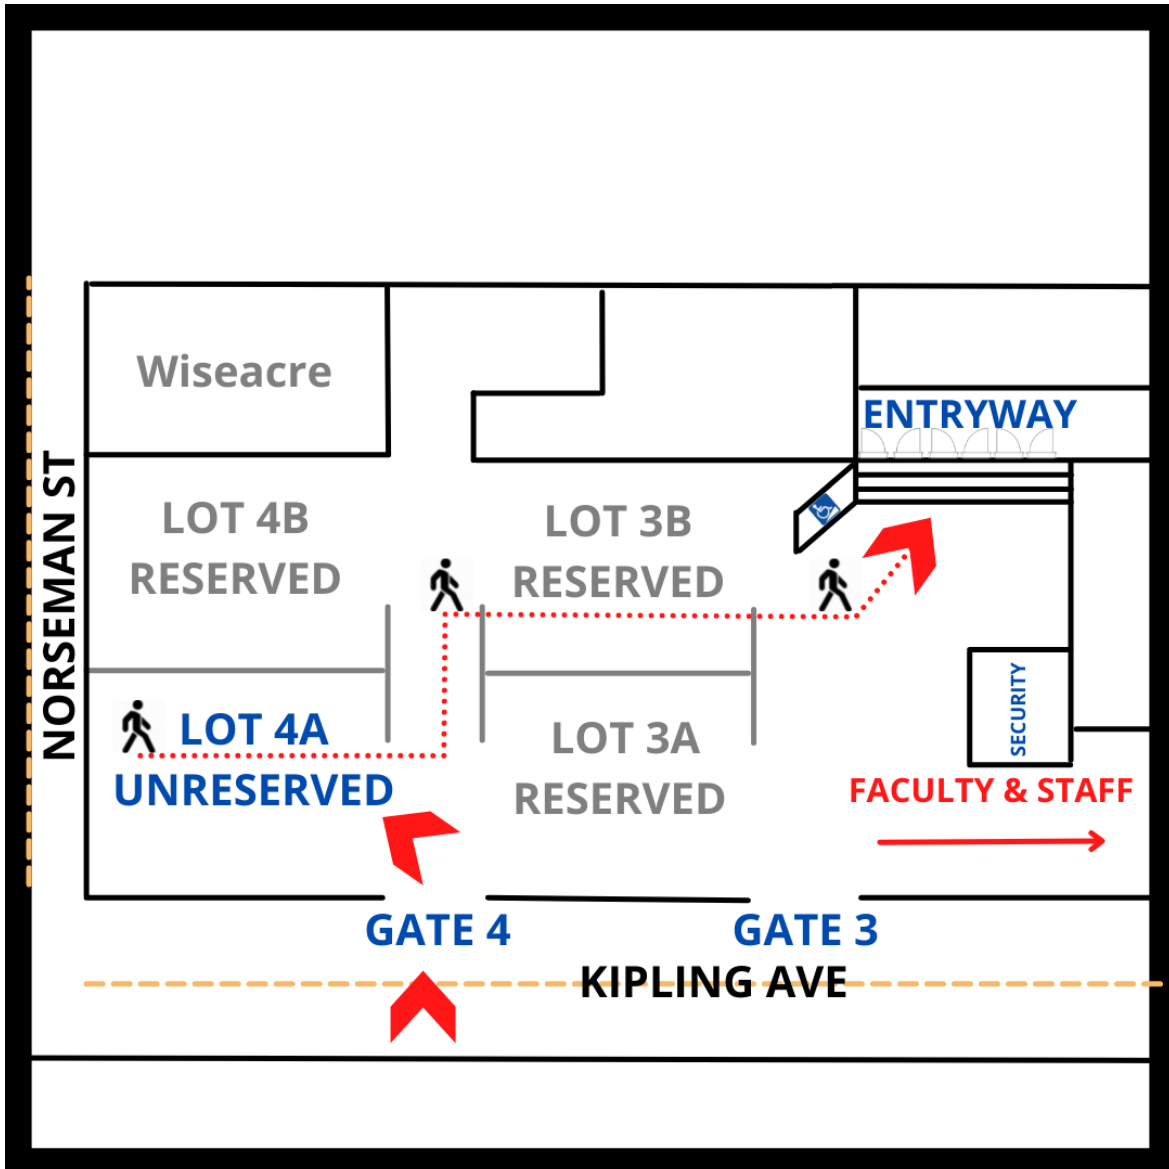 Wiseacre
ENTRYWAY
NORSEMAN ST
LOT 4B
RESERVED
LOT 3B
RESERVED
LOT 4A
UNRESERVED
LOT 3A
RESERVED
SECURITY
FACULTY & STAFF
GATE 4
GATE 3
KIPLING AVE